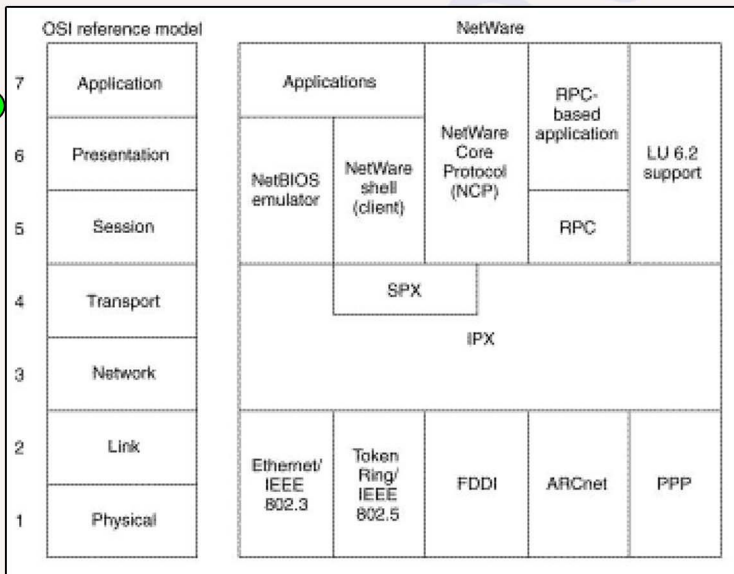 OSI reference model
NetWare
7
Application
6
Presentation
5
Session
4
Transport
3
Network
2
Link
1
Physical
Applications
NetBIOS
emulator
NetWare
shell
(client)
NetWare
Core
Protocol
(NCP)
RPC-
based
application
RPC
LU 6.2
support
SPX
IPX
Ethernet/
IEEE
802.3
Token
Ring/
IEEE
802.5
FDDI
ARCnet
PPP